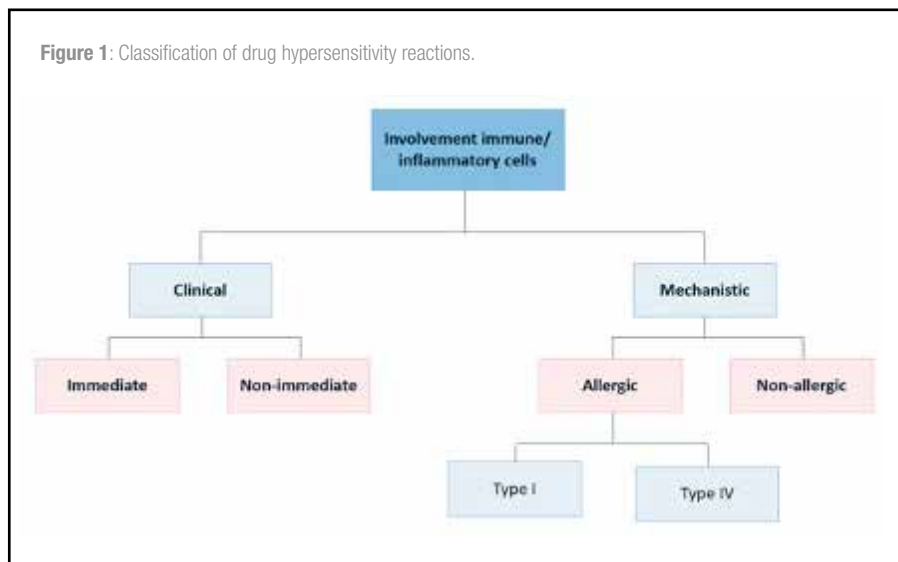 Figure 1: Classification of drug hypersensitivity reactions.
Involvement immune/
inflammatory cells
Clinical
Mechanistic
Immediate
Non-immediate
Allergic
Non-allergic
Type I
Type IV